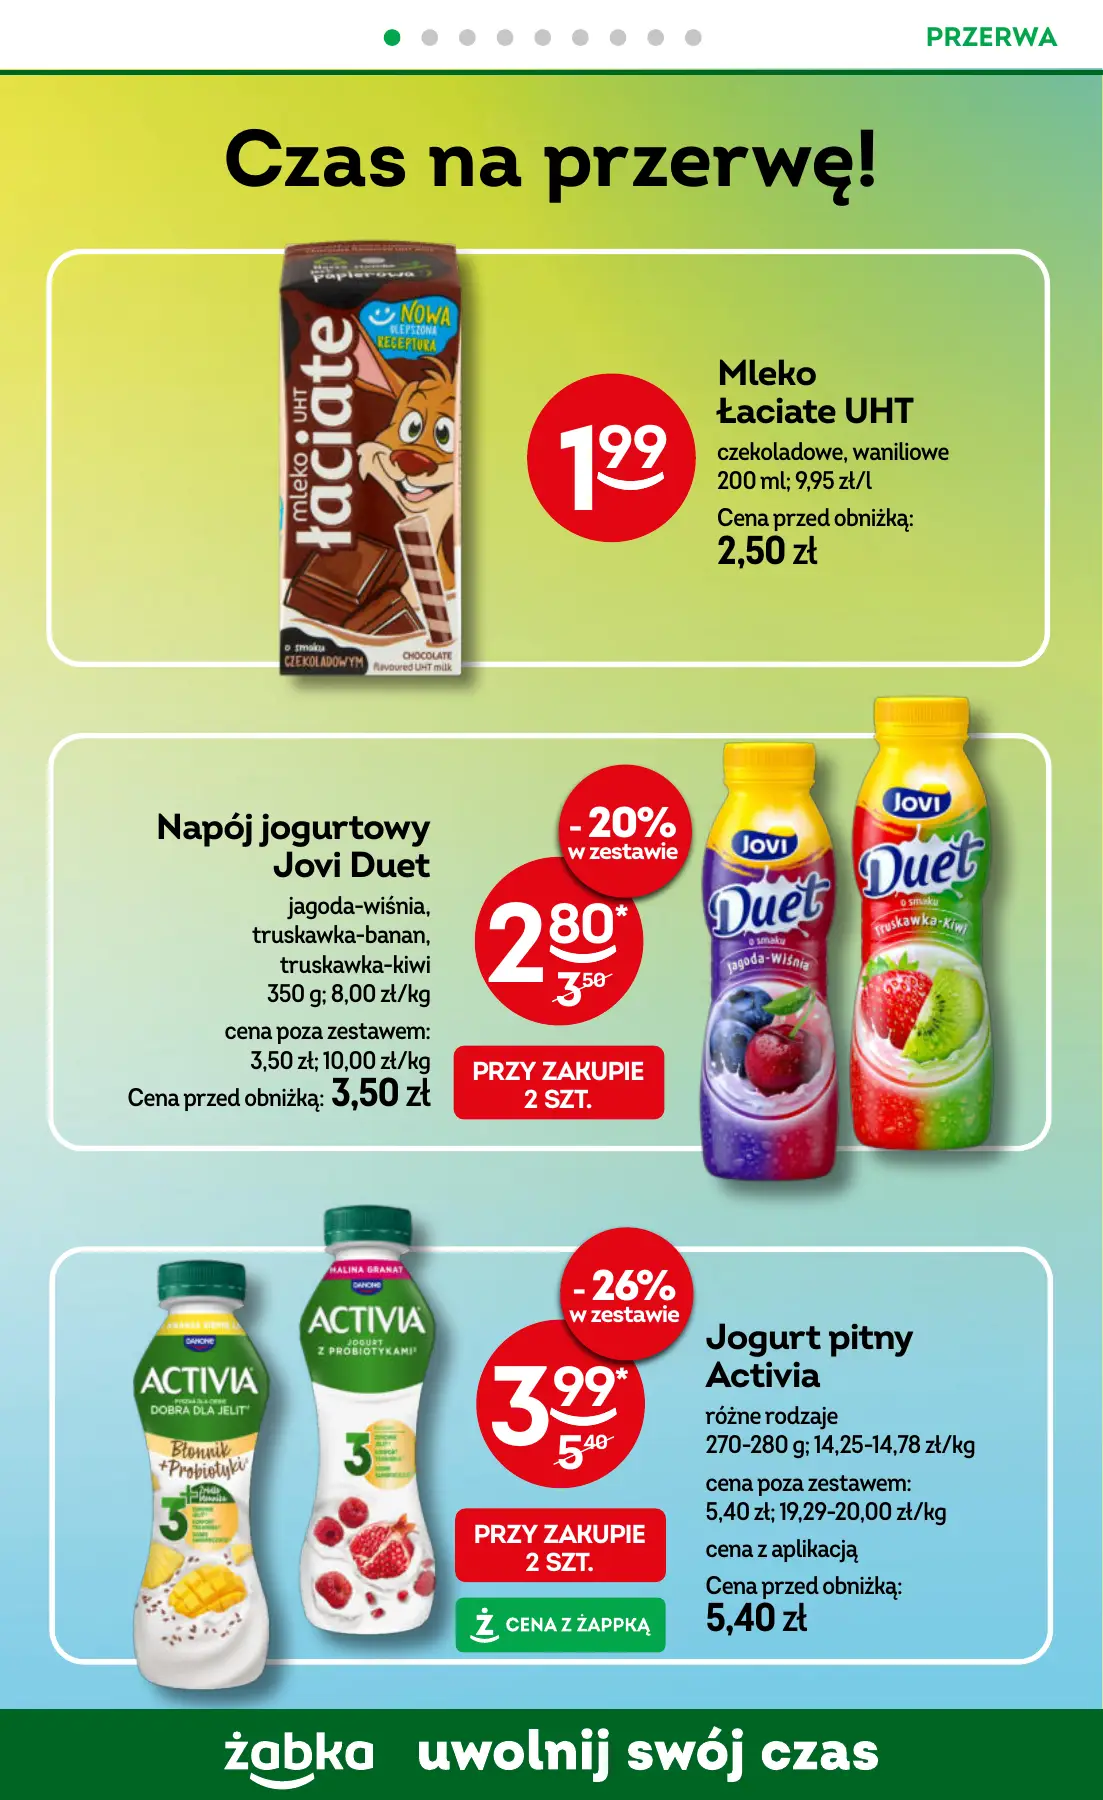 PRZERWA
Czas na przerwę!
papierowa
NOWA
ULEPSZONA
RECEPTURA
mleko UHT
łaciate
o smaku
CZEKOLADOWYM
CHOCOLATE
flavoured UHT milk
1 99
Mleko
Łaciate UHT
czekoladowe, waniliowe
200 ml; 9,95 zł/l
Cena przed obniżką:
2,50 zł
Napój jogurtowy
Jovi Duet
jagoda-wiśnia,
truskawka-banan,
truskawka-kiwi
350 g; 8,00 zł/kg
cena poza zestawem:
3,50 zł; 10,00 zł/kg
Cena przed obniżką: 3,50 zł
- 20%
w zestawie
2 80*
3 50
PRZY ZAKUPIE
2 SZT.
JOVI
Duet
o smaku
Jagoda-Wiśnia
JOVI
Duet
o smaku
Truskawka-Kiwi
DANONE
ACTIVIA
DOBRA DLA JELIT
Błonnik
+Probiotyki
3+
MALINA GRANAT
DANONE
ACTIVIA
JOGURT
Z PROBIOTYKAMI
3
- 26%
w zestawie
3 99*
5 40
PRZY ZAKUPIE
2 SZT.
ż CENA Z ŻAPPKĄ
Jogurt pitny
Activia
różne rodzaje
270-280 g; 14,25-14,78 zł/kg
cena poza zestawem:
5,40 zł; 19,29-20,00 zł/kg
cena z aplikacją
Cena przed obniżką:
5,40 zł
żabka uwolnij swój czas